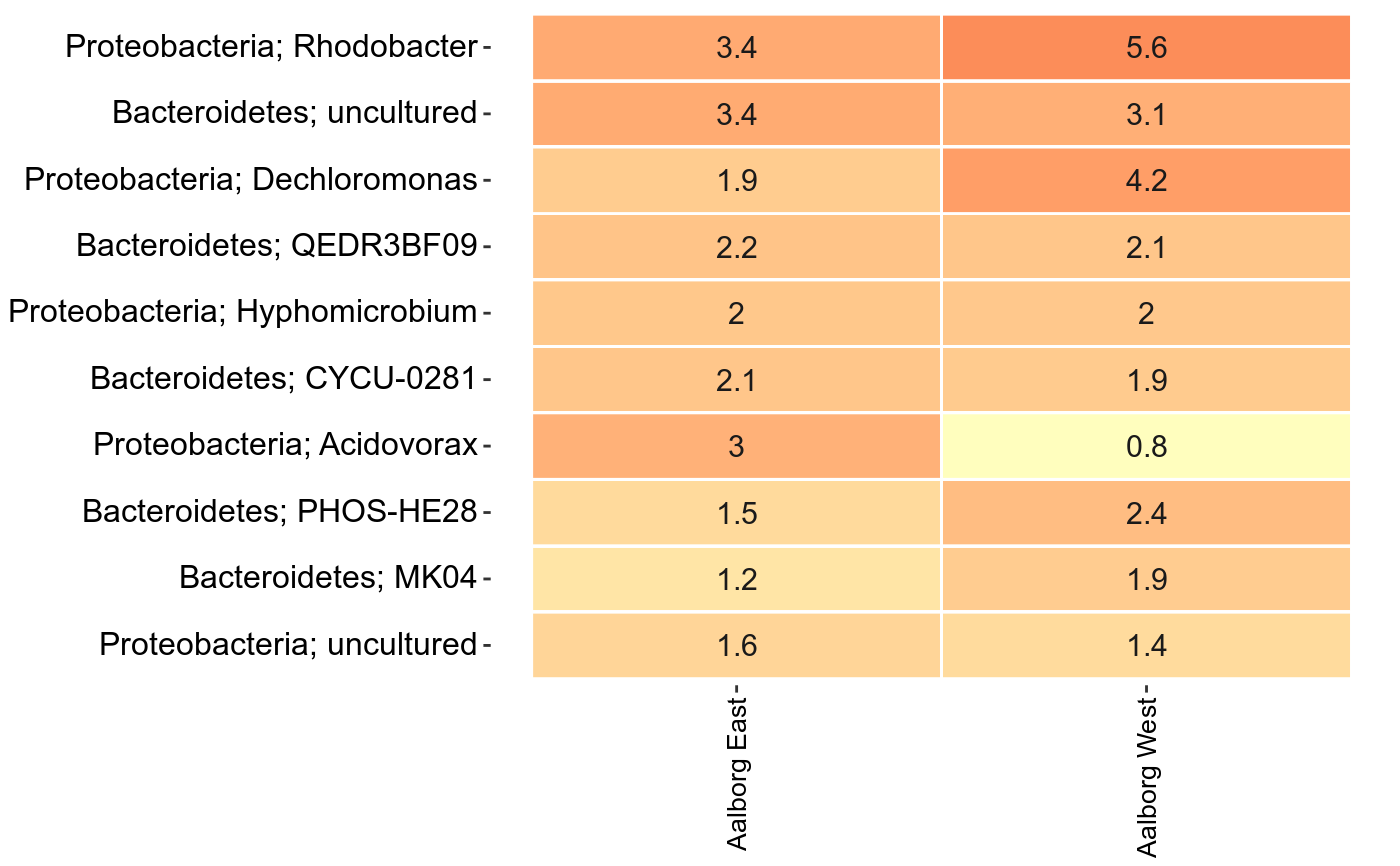 Proteobacteria; Rhodobacter 3.4 5.6
Bacteroidetes; uncultured 3.4 3.1
Proteobacteria; Dechloromonas 1.9 4.2
Bacteroidetes; QEDR3BF09 2.2 2.1
Proteobacteria; Hyphomicrobium 2 2
Bacteroidetes; CYCU-0281 2.1 1.9
Proteobacteria; Acidovorax 3 0.8
Bacteroidetes; PHOS-HE28 1.5 2.4
Bacteroidetes; MK04 1.2 1.9
Proteobacteria; uncultured 1.6 1.4
Aalborg East
Aalborg West